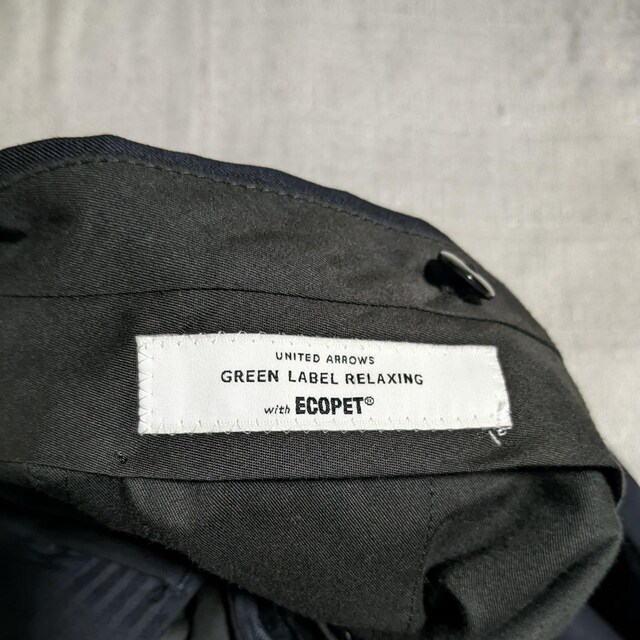 UNITED ARROWS
GREEN LABEL RELAXING
with ECOPET®